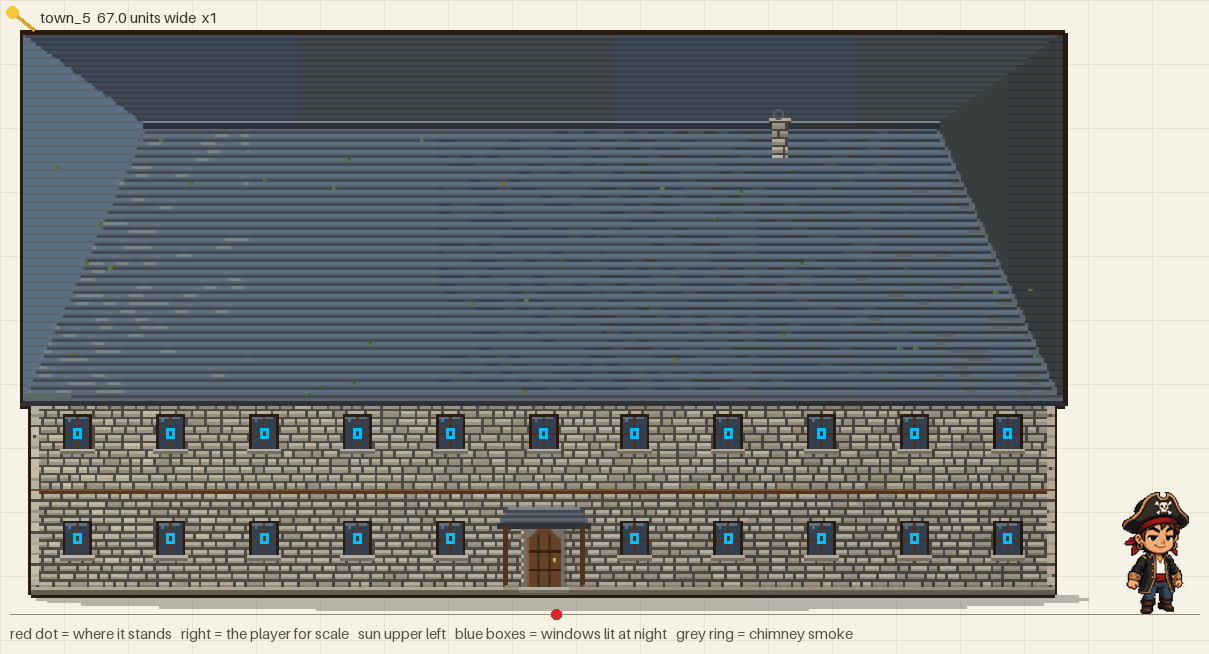 town_5 67.0 units wide x1
red dot = where it stands right = the player for scale sun upper left blue boxes = windows lit at night grey ring = chimney smoke